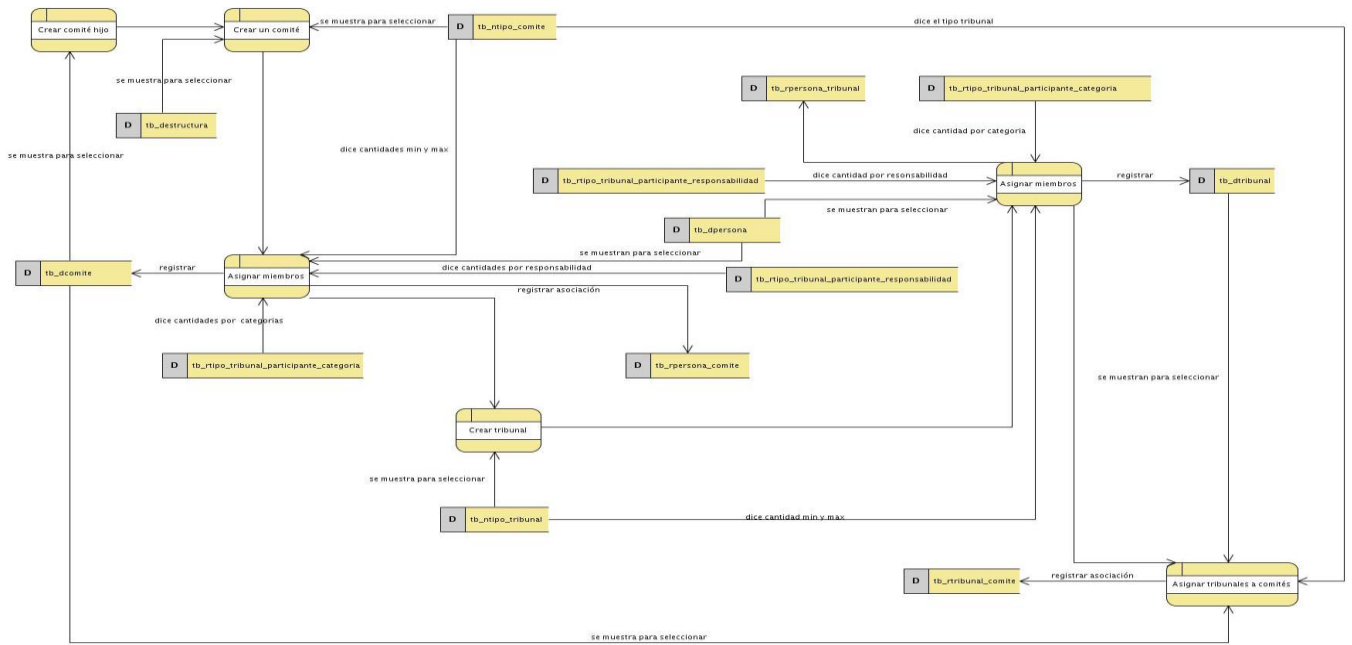 se muestra para seleccionar
dice el tipo tribunal
Crear comité hijo
Crear un comité
D tb_ntipo_comite
se muestra para seleccionar
D tb_rpersona_tribunal
D tb_rtipo_tribunal_participante_categoria
D tb_destructura
dice cantidad por categoria
dice cantidades min y max
se muestra para seleccionar
D tb_rtipo_tribunal_participante_responsabilidad
dice cantidad por resonsabilidad
Asignar miembros
registrar
D tb_dtribunal
se muestran para seleccionar
D tb_dpersona
se muestran para seleccionar
D tb_dcomite
registrar
Asignar miembros
dice cantidades por responsabilidad
D tb_rtipo_tribunal_participante_responsabilidad
registrar asociación
dice cantidades por categorias
D tb_rtipo_tribunal_participante_categoria
D tb_rpersona_comite
se muestran para seleccionar
Crear tribunal
se muestra para seleccionar
D tb_ntipo_tribunal
dice cantidad min y max
D tb_rtribunal_comite
registrar asociación
Asignar tribunales a comités
se muestra para seleccionar